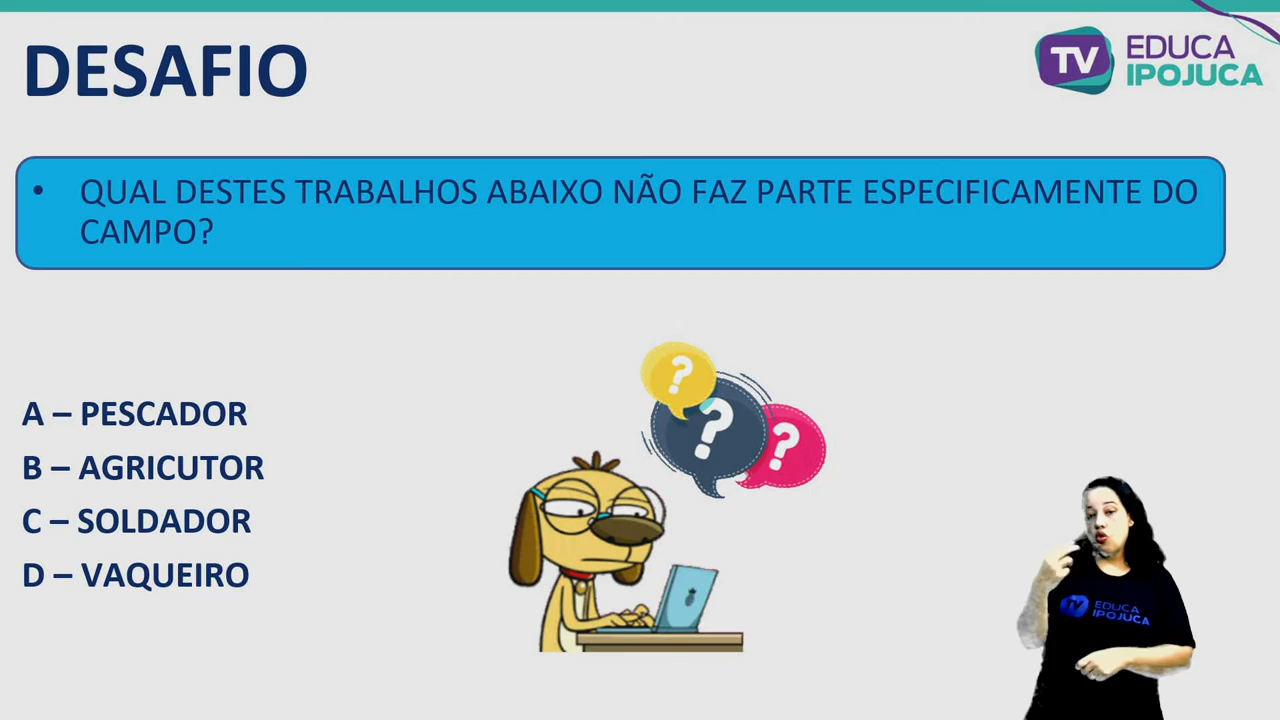 DESAFIO
TV EDUCA
IPOJUCA
• QUAL DESTES TRABALHOS ABAIXO NÃO FAZ PARTE ESPECIFICAMENTE DO
CAMPO?
? ? ?
A – PESCADOR
B – AGRICUTOR
C – SOLDADOR
D – VAQUEIRO
TV EDUCA
IPOJUCA